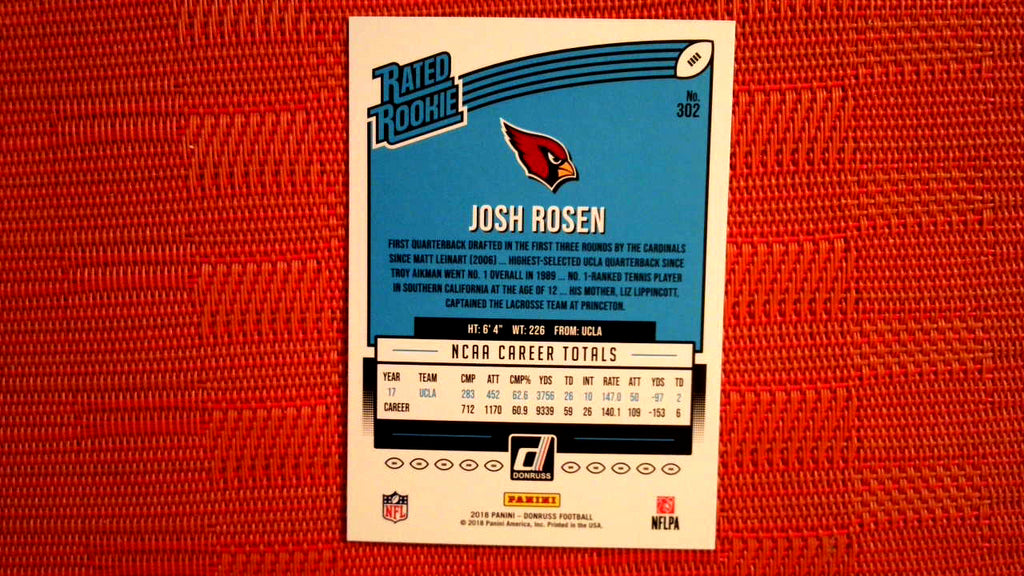 RATED
ROOKIE
No.
302
JOSH ROSEN
FIRST QUARTERBACK DRAFTED IN THE FIRST THREE ROUNDS BY THE CARDINALS
SINCE MATT LEINART (2006) ... HIGHEST-SELECTED UCLA QUARTERBACK SINCE
TROY AIKMAN WENT NO. 1 OVERALL IN 1989 ... NO. 1-RANKED TENNIS PLAYER
IN SOUTHERN CALIFORNIA AT THE AGE OF 12 ... HIS MOTHER, LIZ LIPPINCOTT,
CAPTAINED THE LACROSSE TEAM AT PRINCETON.
HT: 6' 4" WT: 226 FROM: UCLA
NCAA CAREER TOTALS
YEAR TEAM CMP ATT CMP% YDS TD INT RATE ATT YDS TD
17 UCLA 283 452 62.6 3756 26 10 147.0 50 -97 2
CAREER 712 1170 60.9 9339 59 26 140.1 109 -153 6
d
DONRUSS
PANINI
NFL
NFLPA
2018 PANINI – DONRUSS FOOTBALL
© 2018 Panini America, Inc. Printed in the USA.